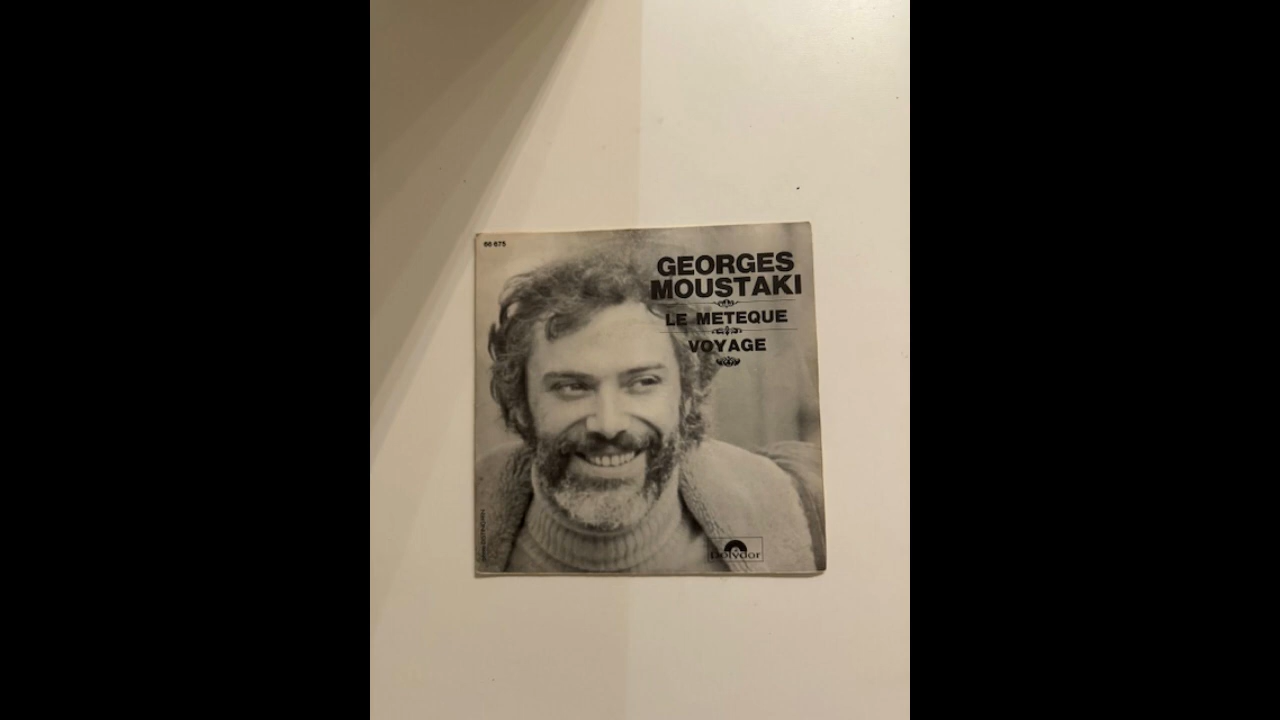 66 675
GEORGES
MOUSTAKI
LE METEQUE
VOYAGE
Polydor